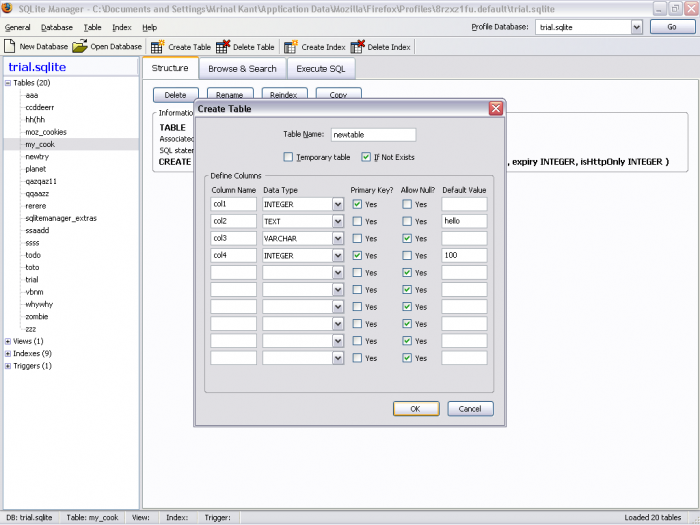 SQLite Manager - C:\Documents and Settings\Mrinal Kant\Application Data\Mozilla\Firefox\Profiles\8rzxz1fu.default\trial.sqlite
General Database Table Index Help Profile Database: trial.sqlite Go
New Database Open Database Create Table Delete Table Create Index Delete Index
trial.sqlite
Tables (20)
aaa
ccddeerr
hh(hh
moz_cookies
my_cook
newtry
planet
qazqaz11
qqaazz
rerere
sqlitemanager_extras
ssaadd
ssss
todo
toto
trial
vbnm
whywhy
zombie
zzz
Views (1)
Indexes (9)
Triggers (1)
Structure Browse & Search Execute SQL
Delete Rename Reindex Copy
Information
TABLE
Associated
SQL stater
CREATE , expiry INTEGER, isHttpOnly INTEGER )
Create Table
Table Name: newtable
Temporary table If Not Exists
Define Columns
Column Name Data Type Primary Key? Allow Null? Default Value
col1 INTEGER Yes Yes
col2 TEXT Yes Yes hello
col3 VARCHAR Yes Yes
col4 INTEGER Yes Yes 100
Yes Yes
Yes Yes
Yes Yes
Yes Yes
Yes Yes
Yes Yes
OK Cancel
DB: trial.sqlite Table: my_cook View: Index: Trigger: Loaded 20 tables